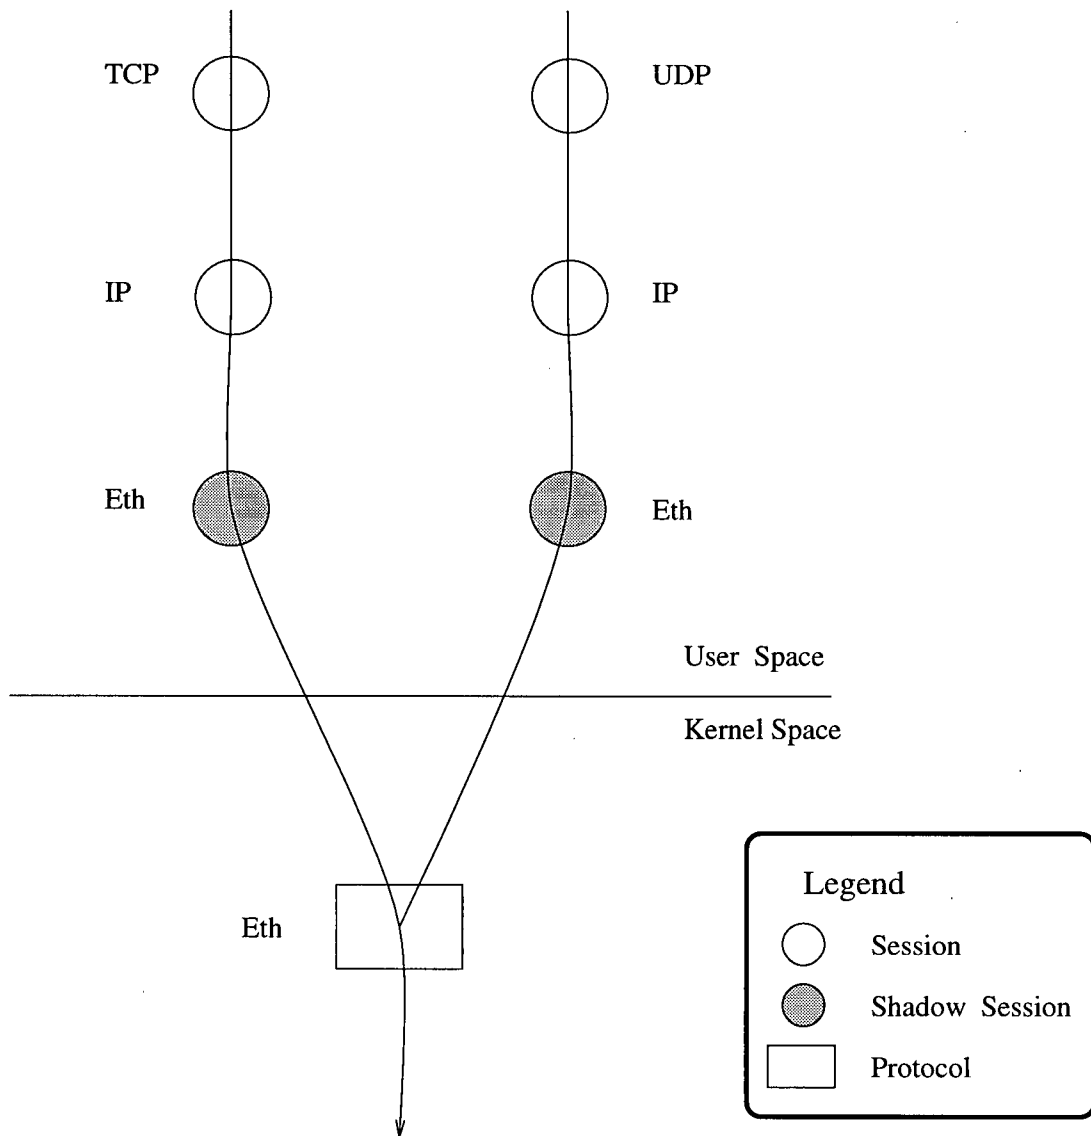 TCP
UDP
IP
IP
Eth
Eth
User Space
Kernel Space
Eth
Legend
Session
Shadow Session
Protocol